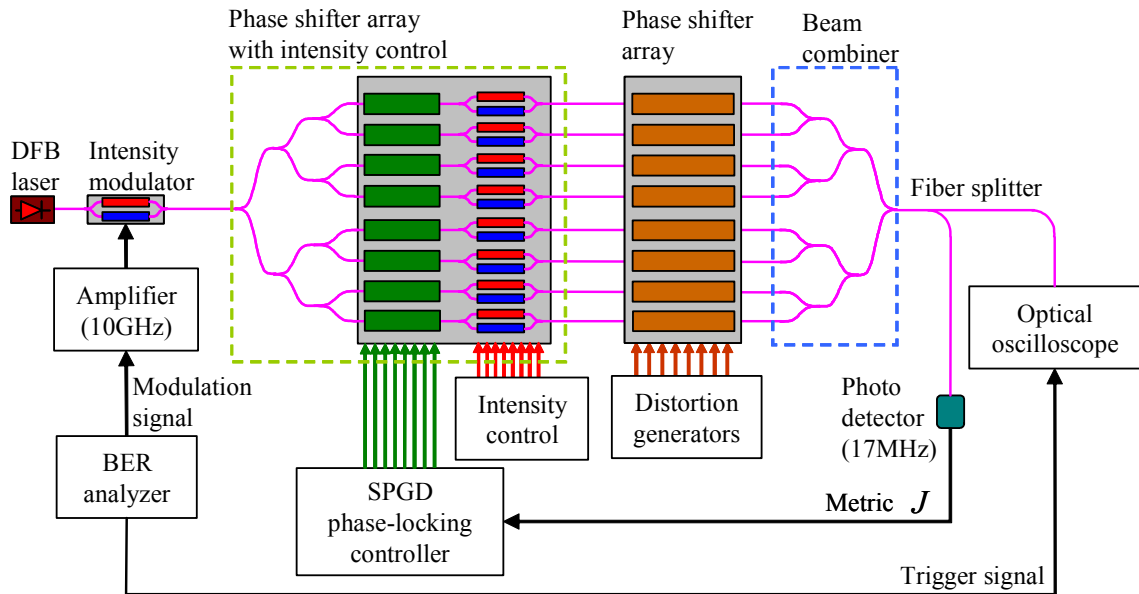 Phase shifter array
with intensity control
Phase shifter
array
Beam
combiner
DFB
laser
Intensity
modulator
Fiber splitter
Amplifier
(10GHz)
Optical
oscilloscope
Modulation
signal
Intensity
control
Distortion
generators
Photo
detector
(17MHz)
BER
analyzer
SPGD
phase-locking
controller
Metric J
Trigger signal